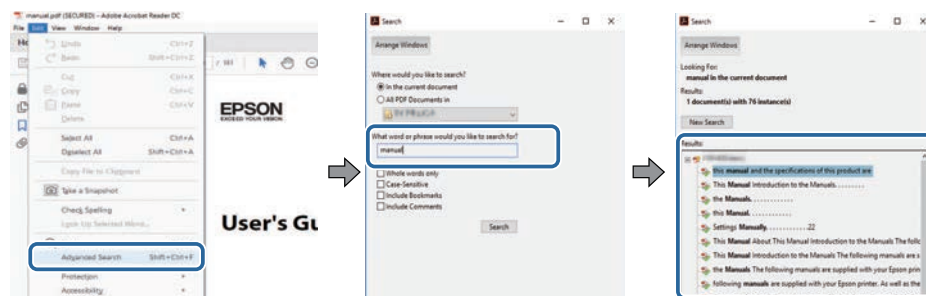 manual.pdf (SECURED) - Adobe Acrobat Reader DC
File Edit View Window Help
Undo Ctrl+Z
Redo Shift+Ctrl+Z
Cut Ctrl+X
Copy Ctrl+C
Paste Ctrl+V
Delete
Select All Ctrl+A
Deselect All Shift+Ctrl+A
Copy File to Clipboard
Take a Snapshot
Check Spelling
Look Up Selected Word...
Advanced Search Shift+Ctrl+F
Protection
Accessibility
/ 181
EPSON
EXCEED YOUR VISION
User's Gu
Search
Arrange Windows
Where would you like to search?
In the current document
All PDF Documents in
What word or phrase would you like to search for?
manual
Whole words only
Case-Sensitive
Include Bookmarks
Include Comments
Search
Search
Arrange Windows
Looking For:
manual in the current document
Results:
1 document(s) with 76 instance(s)
New Search
Results:
this manual and the specifications of this product are
This Manual Introduction to the Manuals. . . . . . . . .
the Manuals. . . . . . . . . . . . .
this Manual. . . . . . . . . . . . .
Settings Manually. . . . . . . . . . . . .22
This Manual About This Manual Introduction to the Manuals The follo
This Manual Introduction to the Manuals The following manuals are s
the Manuals The following manuals are supplied with your Epson prin
following manuals are supplied with your Epson printer. As well as the